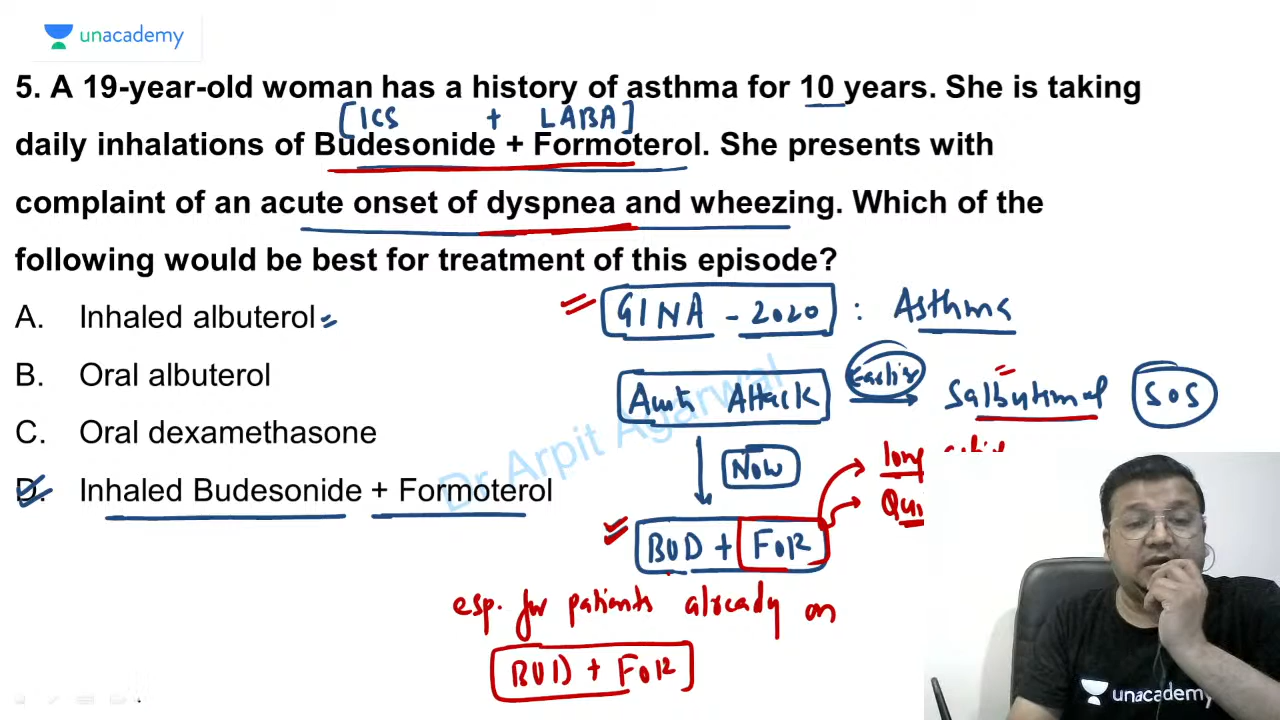 unacademy
5. A 19-year-old woman has a history of asthma for 10 years. She is taking
[ICS + LABA]
daily inhalations of Budesonide + Formoterol. She presents with
complaint of an acute onset of dyspnea and wheezing. Which of the
following would be best for treatment of this episode?
A. Inhaled albuterol
GINA - 2020 : Asthma
B. Oral albuterol
Acute Attack Earlier Salbutamol SOS
C. Oral dexamethasone
Now long
D. Inhaled Budesonide + Formoterol
Dr Arpit Agarwal
BUD + FOR
esp. for patients already on
BUD + FOR
unacademy